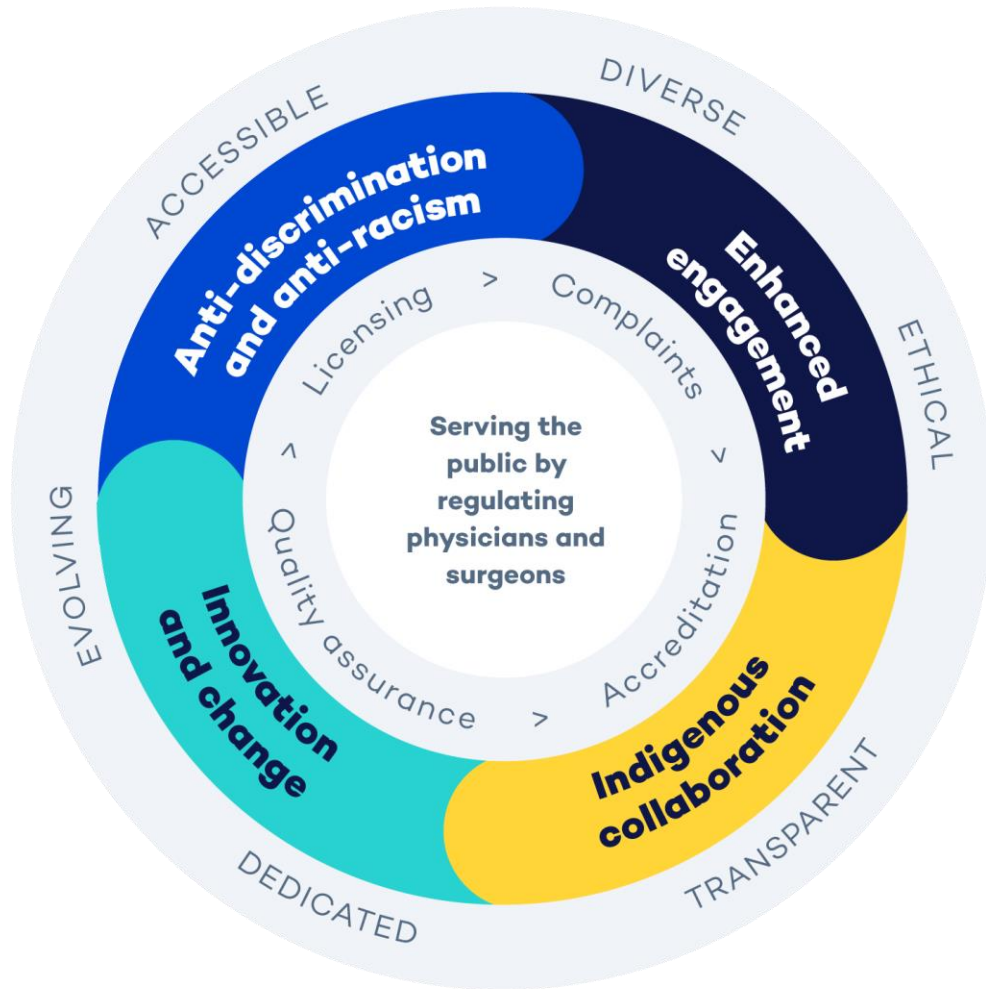 ACCESSIBLE
DIVERSE
ETHICAL
TRANSPARENT
DEDICATED
EVOLVING
Anti-discrimination
and anti-racism
Enhanced
engagement
Indigenous
collaboration
Innovation
and change
Licensing
>
Complaints
>
Accreditation
>
Quality assurance
>
Serving the
public by
regulating
physicians and
surgeons